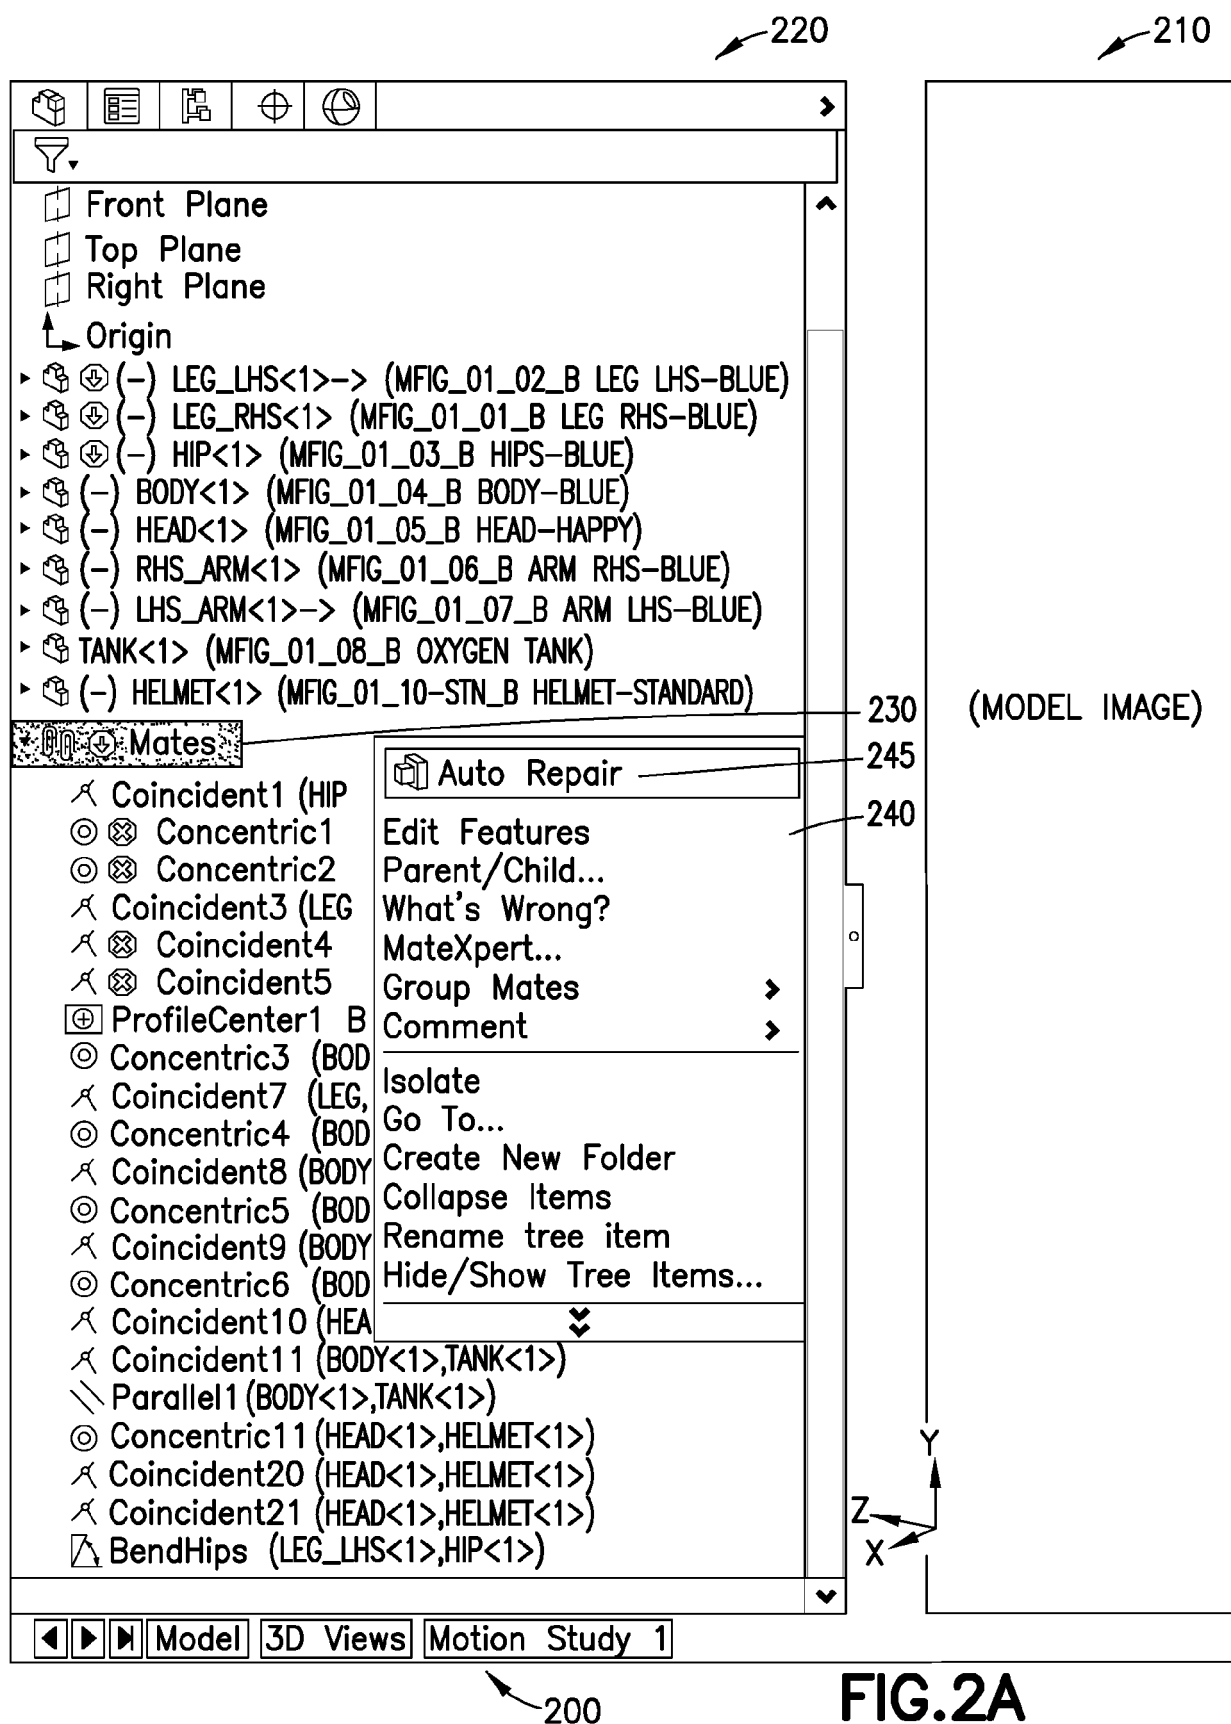 220
210
Front Plane
Top Plane
Right Plane
Origin
(-) LEG_LHS<1>-> (MFIG_01_02_B LEG LHS-BLUE)
(-) LEG_RHS<1> (MFIG_01_01_B LEG RHS-BLUE)
(-) HIP<1> (MFIG_01_03_B HIPS-BLUE)
(-) BODY<1> (MFIG_01_04_B BODY-BLUE)
(-) HEAD<1> (MFIG_01_05_B HEAD-HAPPY)
(-) RHS_ARM<1> (MFIG_01_06_B ARM RHS-BLUE)
(-) LHS_ARM<1>-> (MFIG_01_07_B ARM LHS-BLUE)
TANK<1> (MFIG_01_08_B OXYGEN TANK)
(-) HELMET<1> (MFIG_01_10-STN_B HELMET-STANDARD)
Mates
Coincident1 (HIP
Concentric1
Concentric2
Coincident3 (LEG
Coincident4
Coincident5
ProfileCenter1 B
Concentric3 (BOD
Coincident7 (LEG,
Concentric4 (BOD
Coincident8 (BODY
Concentric5 (BOD
Coincident9 (BODY
Concentric6 (BOD
Coincident10 (HEA
Coincident11 (BODY<1>,TANK<1>)
Parallel1 (BODY<1>,TANK<1>)
Concentric11 (HEAD<1>,HELMET<1>)
Coincident20 (HEAD<1>,HELMET<1>)
Coincident21 (HEAD<1>,HELMET<1>)
BendHips (LEG_LHS<1>,HIP<1>)
Auto Repair
Edit Features
Parent/Child...
What's Wrong?
MateXpert...
Group Mates
Comment
Isolate
Go To...
Create New Folder
Collapse Items
Rename tree item
Hide/Show Tree Items...
230
245
240
(MODEL IMAGE)
Y
Z
X
Model
3D Views
Motion Study 1
200
FIG.2A